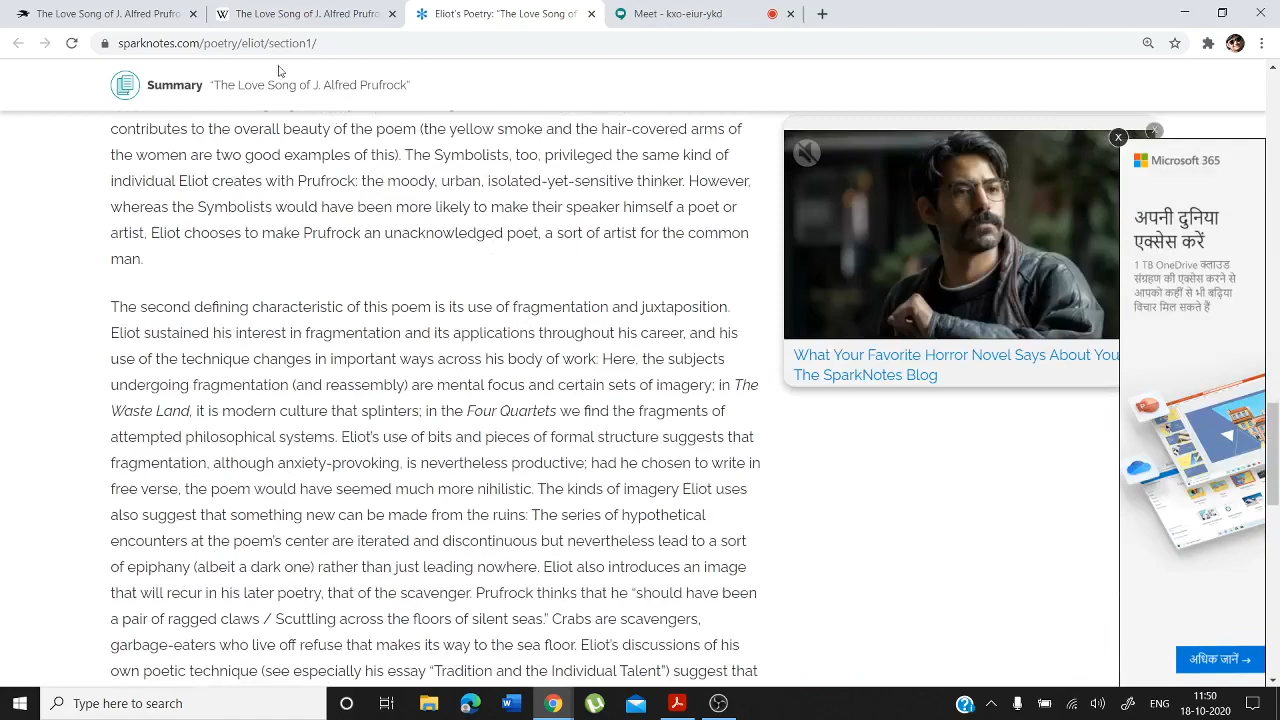 The Love Song of J. Alfred Prufro
The Love Song of J. Alfred Prufro
Eliot's Poetry: "The Love Song of
Meet - kxo-eur-ykd
sparknotes.com/poetry/eliot/section1/
Summary "The Love Song of J. Alfred Prufrock"
contributes to the overall beauty of the poem (the yellow smoke and the hair-covered arms of
the women are two good examples of this). The Symbolists, too, privileged the same kind of
individual Eliot creates with Prufrock: the moody, urban, isolated-yet-sensitive thinker. However,
whereas the Symbolists would have been more likely to make their speaker himself a poet or
artist, Eliot chooses to make Prufrock an unacknowledged poet, a sort of artist for the common
man.
The second defining characteristic of this poem is its use of fragmentation and juxtaposition.
Eliot sustained his interest in fragmentation and its applications throughout his career, and his
use of the technique changes in important ways across his body of work: Here, the subjects
undergoing fragmentation (and reassembly) are mental focus and certain sets of imagery; in The
Waste Land, it is modern culture that splinters; in the Four Quartets we find the fragments of
attempted philosophical systems. Eliot's use of bits and pieces of formal structure suggests that
fragmentation, although anxiety-provoking, is nevertheless productive; had he chosen to write in
free verse, the poem would have seemed much more nihilistic. The kinds of imagery Eliot uses
also suggest that something new can be made from the ruins: The series of hypothetical
encounters at the poem's center are iterated and discontinuous but nevertheless lead to a sort
of epiphany (albeit a dark one) rather than just leading nowhere. Eliot also introduces an image
that will recur in his later poetry, that of the scavenger. Prufrock thinks that he "should have been
a pair of ragged claws / Scuttling across the floors of silent seas." Crabs are scavengers,
garbage-eaters who live off refuse that makes its way to the sea floor. Eliot's discussions of his
own poetic technique (see especially his essay "Tradition and the Individual Talent") suggest that
What Your Favorite Horror Novel Says About You
The SparkNotes Blog
Microsoft 365
अपनी दुनिया
एक्सेस करें
1 TB OneDrive क्लाउड
संग्रहण की एक्सेस करने से
आपको कहीं से भी बढ़िया
विचार मिल सकते हैं
अधिक जानें →
Type here to search
ENG
11:50
18-10-2020